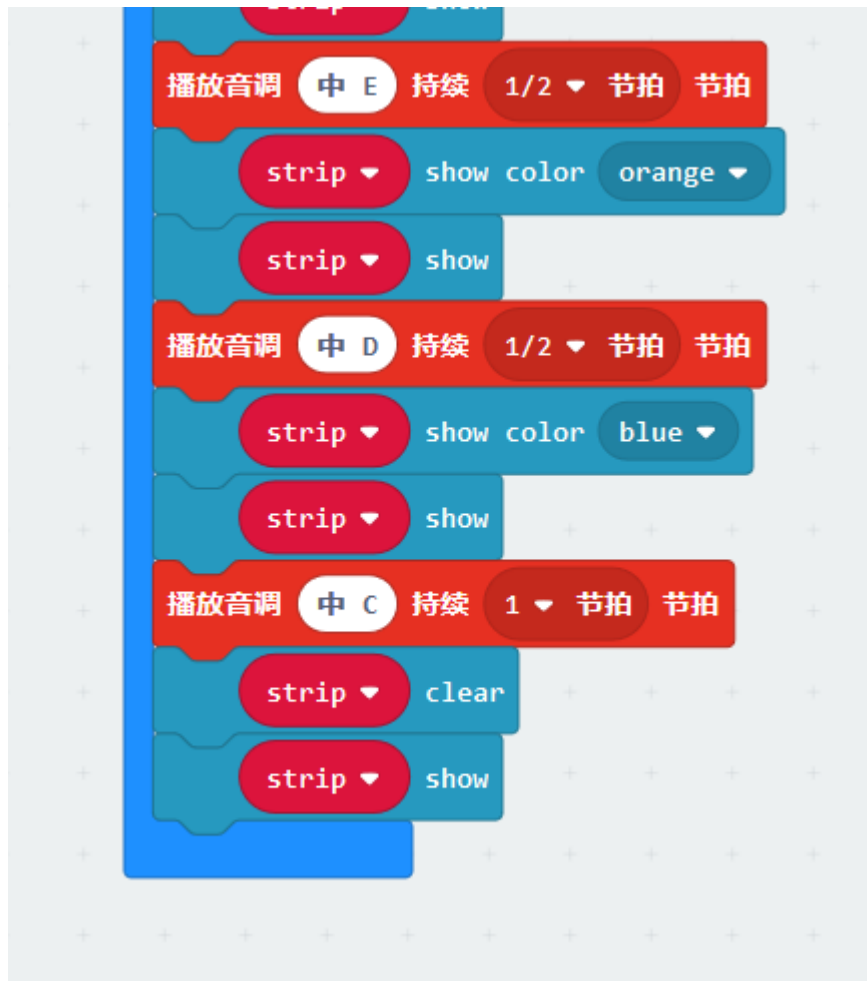 strip show
播放音调 中 E 持续 1/2 节拍 节拍
strip show color orange
strip show
播放音调 中 D 持续 1/2 节拍 节拍
strip show color blue
strip show
播放音调 中 C 持续 1 节拍 节拍
strip clear
strip show